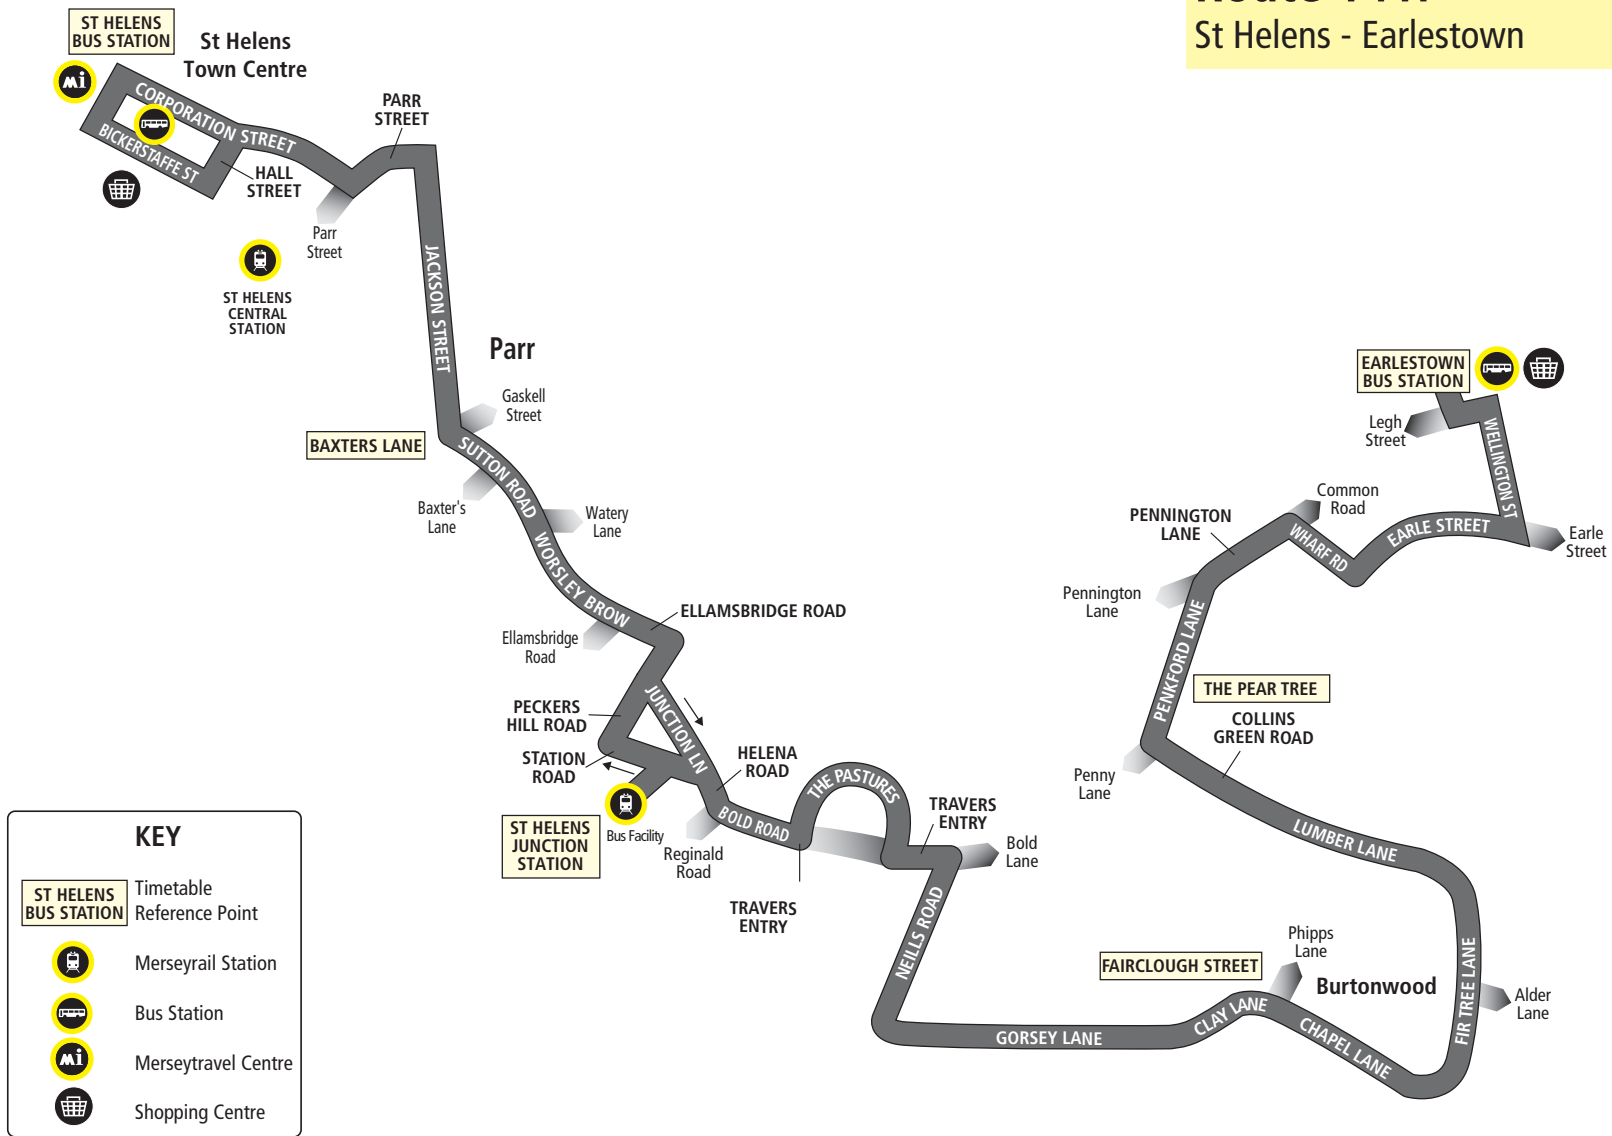 St Helens - Earlestown
ST HELENS
BUS STATION
St Helens
Town Centre
mi
CORPORATION STREET
BICKERSTAFFE ST
HALL
STREET
PARR
STREET
Parr
Street
ST HELENS
CENTRAL
STATION
JACKSON STREET
Parr
Gaskell
Street
BAXTERS LANE
SUTTON ROAD
Baxter's
Lane
Watery
Lane
WORSLEY BROW
ELLAMSBRIDGE ROAD
Ellamsbridge
Road
PECKERS
HILL ROAD
JUNCTION LN
STATION
ROAD
HELENA
ROAD
Bus Facility
ST HELENS
JUNCTION
STATION
Reginald
Road
BOLD ROAD
THE PASTURES
TRAVERS
ENTRY
TRAVERS
ENTRY
Bold
Lane
NEILLS ROAD
GORSEY LANE
FAIRCLOUGH STREET
CLAY LANE
Phipps
Lane
Burtonwood
CHAPEL LANE
FIR TREE LANE
Alder
Lane
LUMBER LANE
COLLINS
GREEN ROAD
THE PEAR TREE
Penny
Lane
PENKFORD LANE
Pennington
Lane
PENNINGTON
LANE
Common
Road
WHARF RD
EARLE STREET
Earle
Street
WELLINGTON ST
Legh
Street
EARLESTOWN
BUS STATION
KEY
ST HELENS
BUS STATION
Timetable
Reference Point
Merseyrail Station
Bus Station
mi
Merseytravel Centre
Shopping Centre